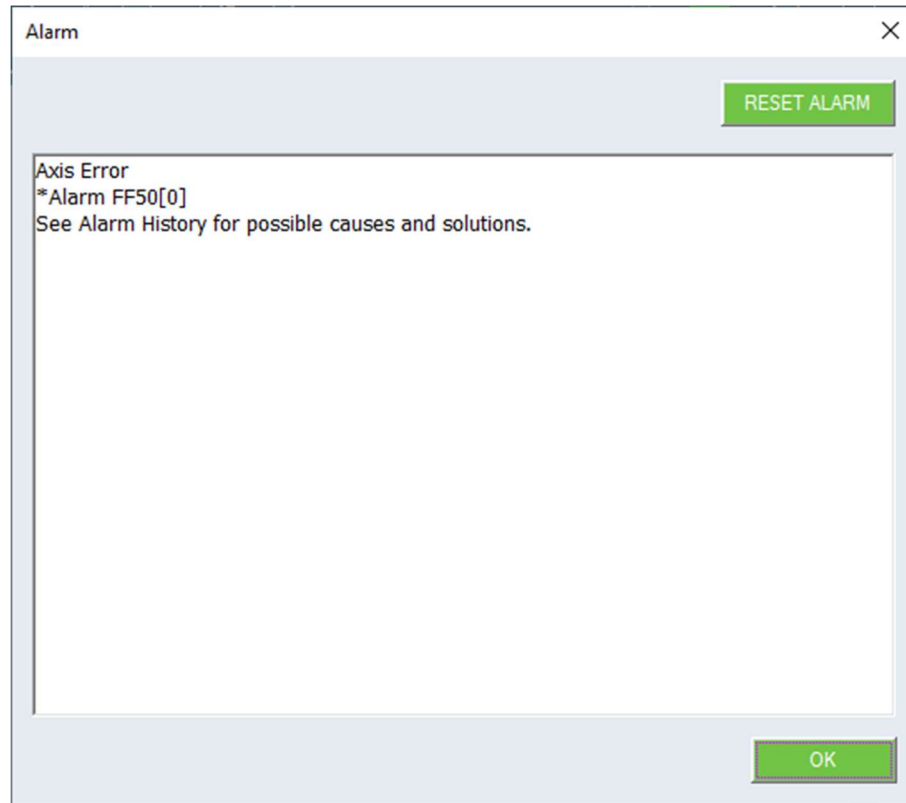 Alarm
RESET ALARM
Axis Error
*Alarm FF50[0]
See Alarm History for possible causes and solutions.
OK